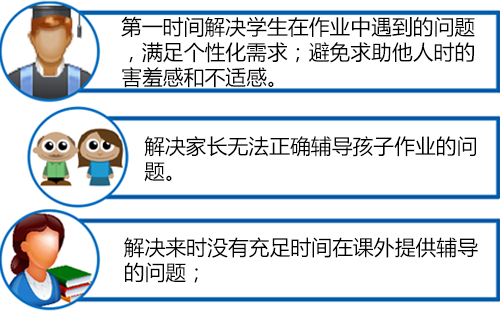 第一时间解决学生在作业中遇到的问题
，满足个性化需求；避免求助他人时的
害羞感和不适感。
解决家长无法正确辅导孩子作业的问
题。
解决来时没有充足时间在课外提供辅导
的问题；